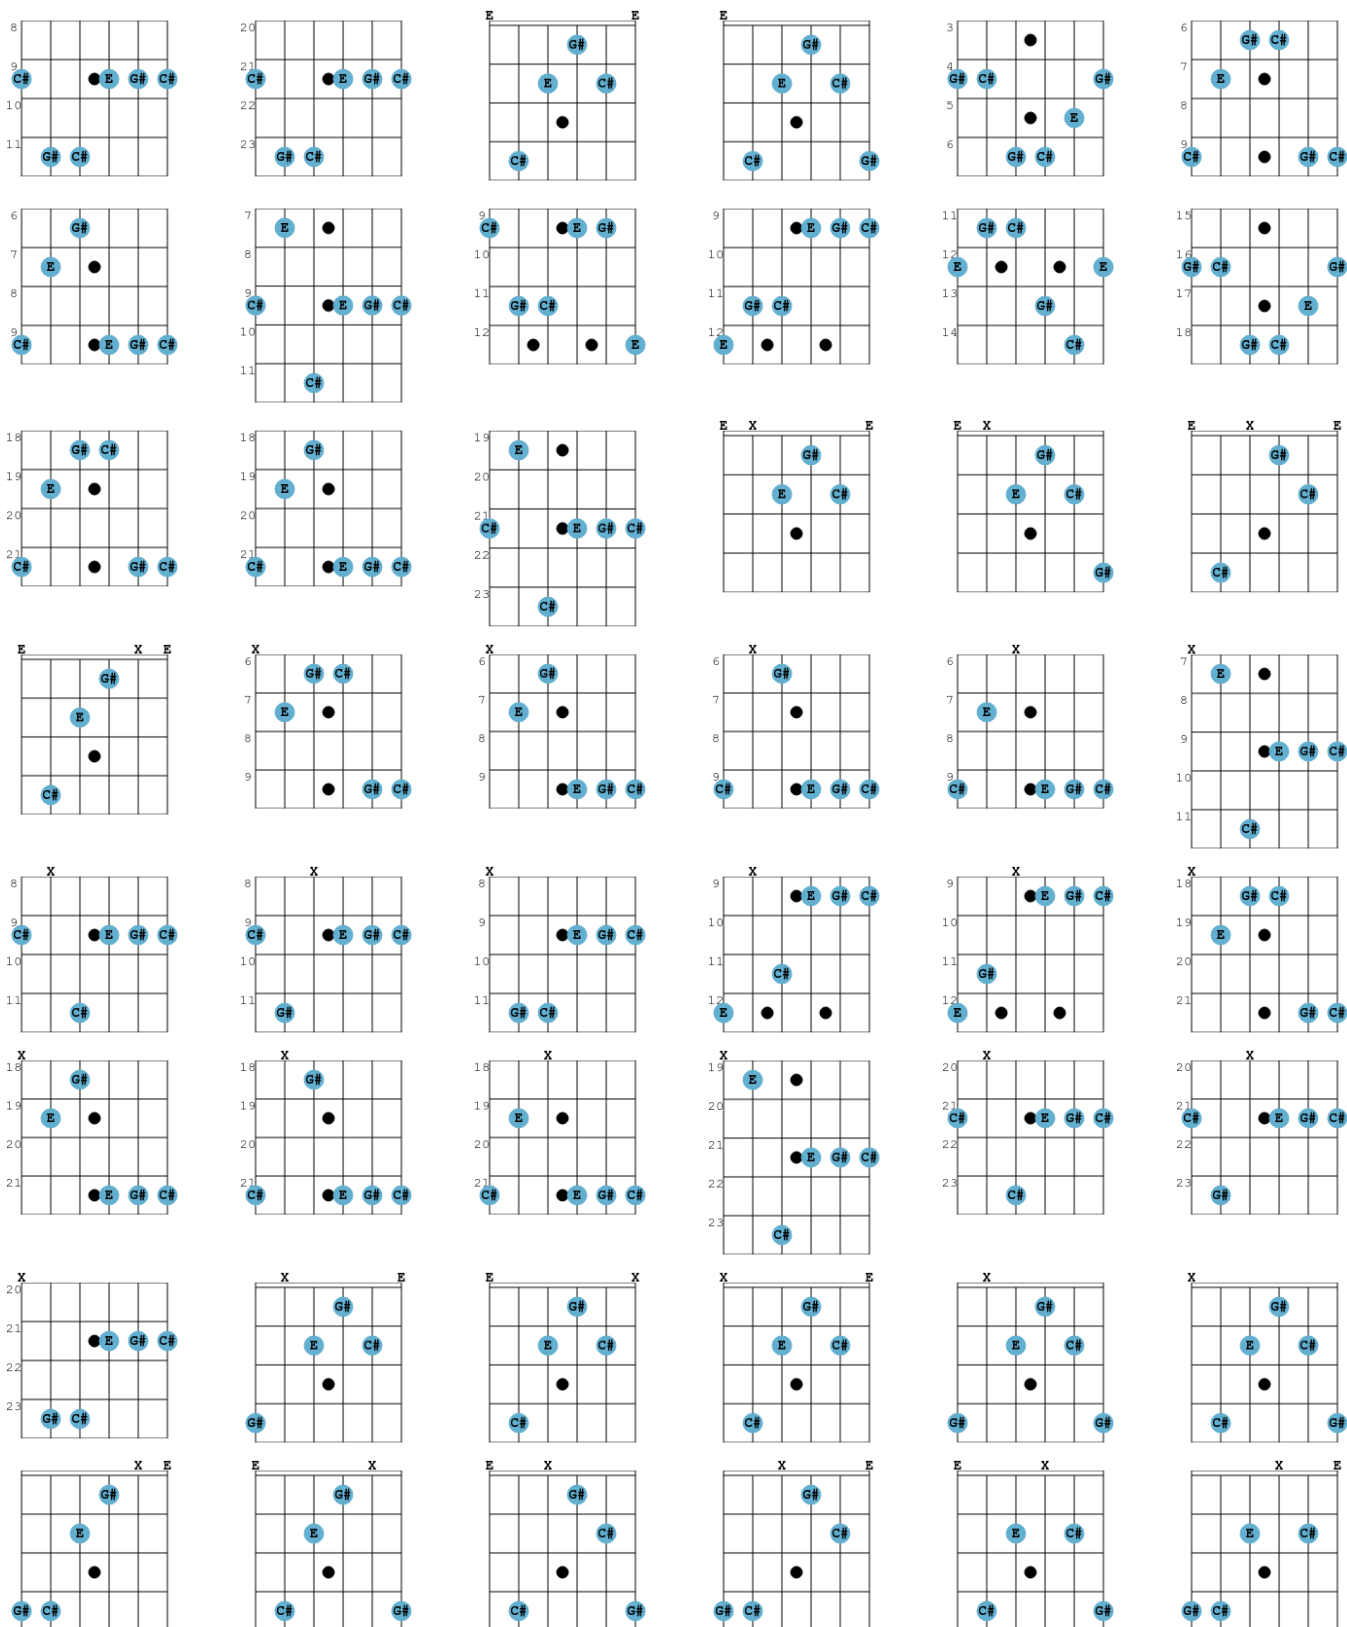 8
9
C# E G# C#
10
11
G# C#
20
21
C# E G# C#
22
23
G# C#
E E
G#
E C#
C#
E
G#
E C#
C# G#
3
4
G# C# G#
5
E
6
G# C#
6
G# C#
7
E
8
9
C# G# C#
6
G#
7
E
8
9
C# E G# C#
7
E
8
9
C# E G# C#
10
11
C#
9
C# E G#
10
11
G# C#
12
E
9
E G# C#
10
11
G# C#
12
E
11
G# C#
12
E E
13
G#
14
C#
15
16
G# C# G#
17
E
18
G# C#
18
G# C#
19
E
20
21
C# G# C#
18
G#
19
E
20
21
C# E G# C#
19
E
20
21
C# E G# C#
22
23
C#
E X E
G#
E C#
E X
G#
E C#
G#
E X E
G#
C#
C#
E X E
G#
E
C#
X
6
G# C#
7
E
8
9
G# C#
X
6
G#
7
E
8
9
E G# C#
X
6
G#
7
8
9
C# E G# C#
X
6
7
E
8
9
C# E G# C#
X
7
E
8
9
E G# C#
10
11
C#
X
8
9
C# E G# C#
10
11
C#
X
8
9
C# E G# C#
10
11
G#
X
8
9
E G# C#
10
11
G# C#
X
9
E G# C#
10
11
C#
12
E
X
9
E G# C#
10
11
G#
12
E
X
18
G# C#
19
E
20
21
G# C#
X
18
G#
19
E
20
21
E G# C#
X
18
G#
19
20
21
C# E G# C#
X
18
19
E
20
21
C# E G# C#
X
19
E
20
21
E G# C#
22
23
C#
X
20
21
C# E G# C#
22
23
C#
X
20
21
C# E G# C#
22
23
G#
X
20
21
E G# C#
22
23
G# C#
X E
G#
E C#
G#
E X
G#
E C#
C#
X E
G#
E C#
C#
X
G#
E C#
G# G#
X
G#
E C#
C# G#
X E
G#
E
G# C#
E X
G#
E
C# G#
E X
G#
C#
C# G#
X E
G#
C#
G# C#
E X
E C#
C# G#
X E
E C#
G# C#